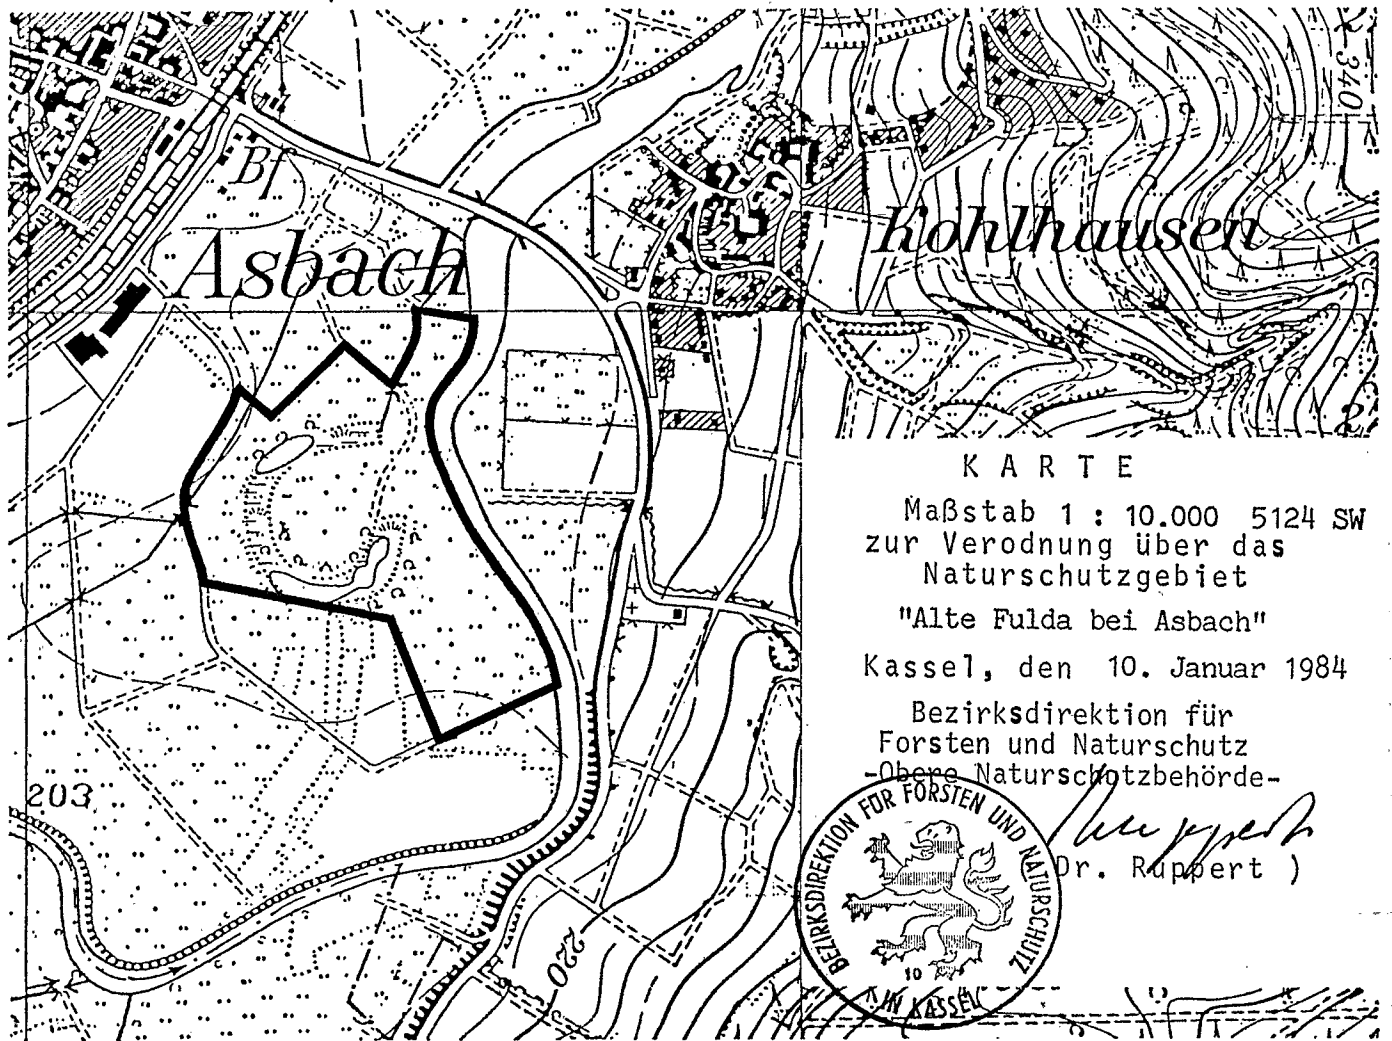 340
Bf
Asbach
Kohlhausen
2
K A R T E
Maßstab 1 : 10.000 5124 SW
zur Verodnung über das
Naturschutzgebiet
"Alte Fulda bei Asbach"
Kassel, den 10. Januar 1984
Bezirksdirektion für
Forsten und Naturschutz
-Obere Naturschutzbehörde-
Dr. Ruppert )
BEZIRKSDIREKTION FÜR FORSTEN UND NATURSCHUTZ
10
IN KASSEL
203
220